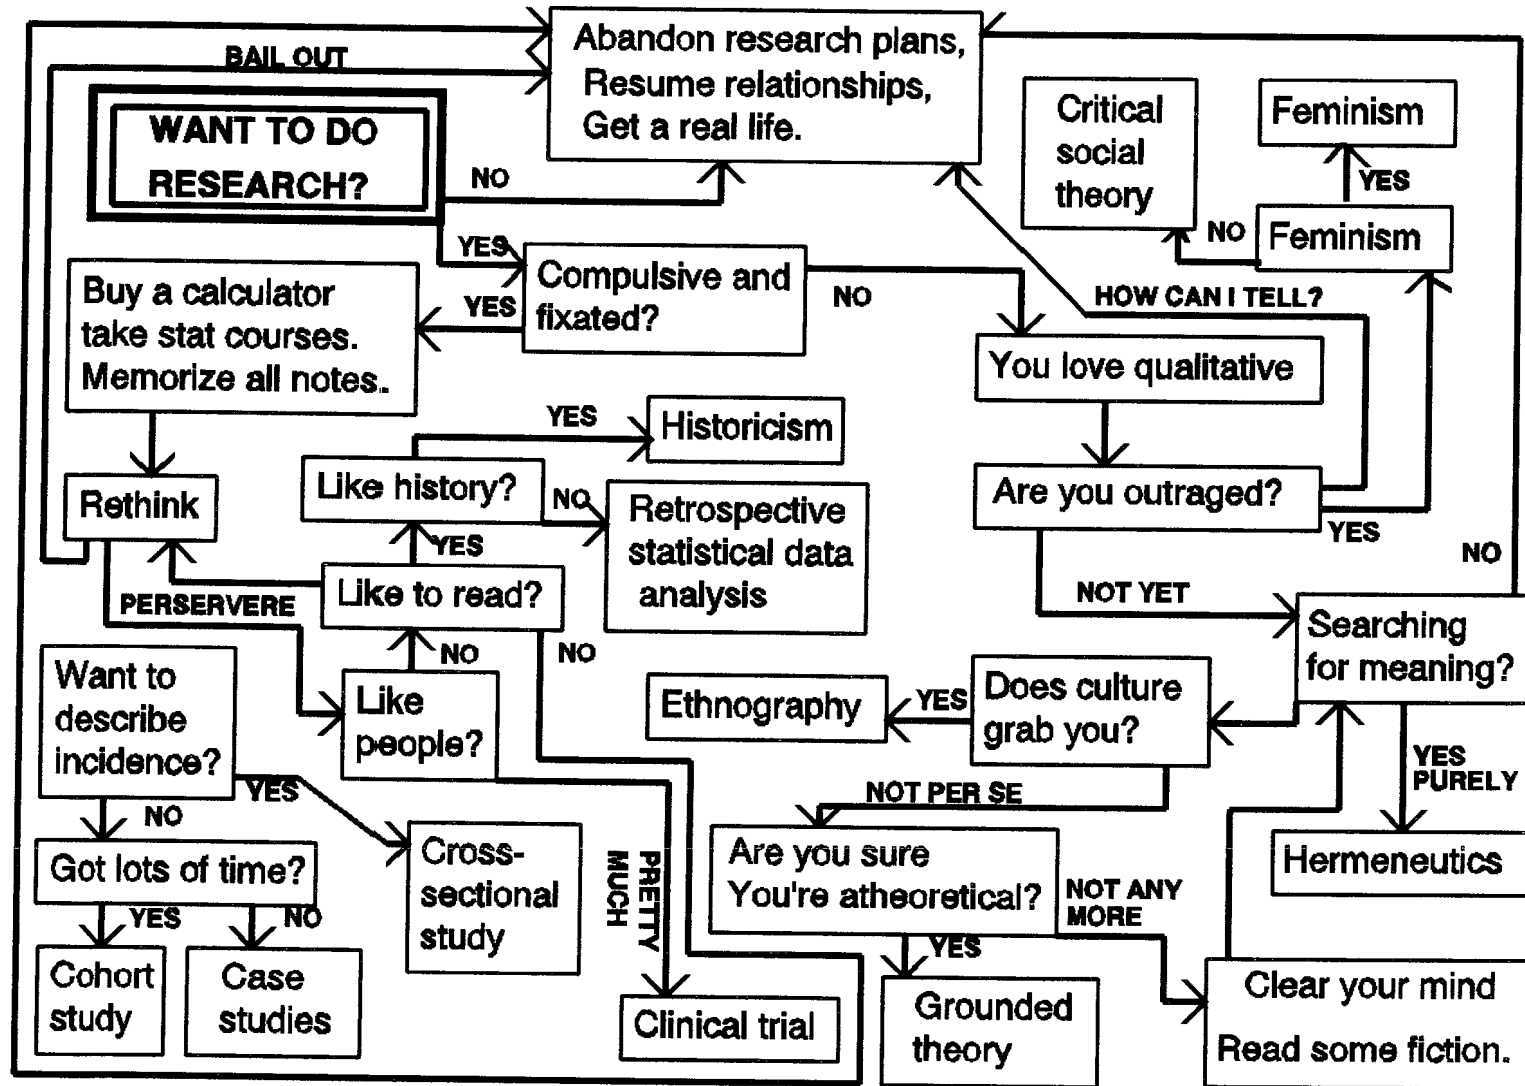 BAIL OUT
Abandon research plans,
Resume relationships,
Get a real life.
WANT TO DO
RESEARCH?
NO
Critical
social
theory
Feminism
YES
NO
Feminism
YES
Compulsive and
fixated?
YES
NO
HOW CAN I TELL?
Buy a calculator
take stat courses.
Memorize all notes.
You love qualitative
YES
Historicism
Like history?
NO
Retrospective
statistical data
analysis
Rethink
Are you outraged?
YES
NO
YES
Like to read?
PERSERVERE
NO
NO
NOT YET
Searching
for meaning?
Want to
describe
incidence?
Like
people?
Ethnography
YES
Does culture
grab you?
YES
PURELY
YES
NO
NOT PER SE
Got lots of time?
Cross-
sectional
study
PRETTY
MUCH
Are you sure
You're atheoretical?
NOT ANY
MORE
Hermeneutics
YES
NO
YES
Cohort
study
Case
studies
Clinical trial
Grounded
theory
Clear your mind
Read some fiction.